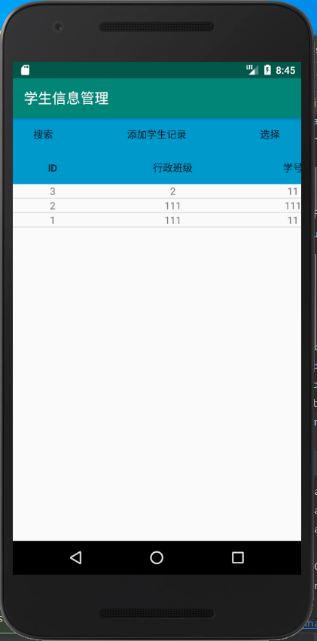 8:45
学生信息管理
搜索 添加学生记录 选择
ID 行政班级 学号
3 2 11
2 111 111
1 111 11